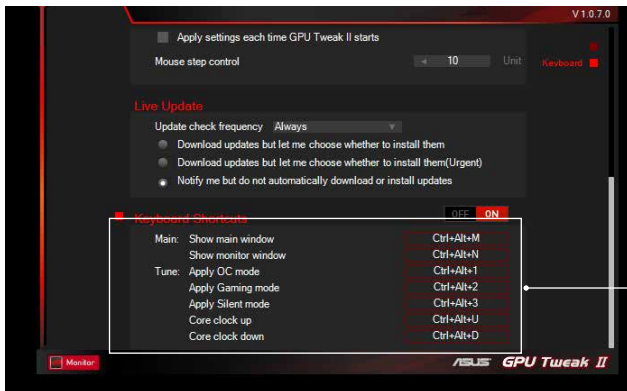 V1.0.7.0
Apply settings each time GPU Tweak II starts
Mouse step control 10 Unit
Keyboard
Live Update
Update check frequency Always
Download updates but let me choose whether to install them
Download updates but let me choose whether to install them(Urgent)
Notify me but do not automatically download or install updates
Keyboard Shortcuts OFF ON
Main: Show main window Ctrl+Alt+M
Show monitor window Ctrl+Alt+N
Tune: Apply OC mode Ctrl+Alt+1
Apply Gaming mode Ctrl+Alt+2
Apply Silent mode Ctrl+Alt+3
Core clock up Ctrl+Alt+U
Core clock down Ctrl+Alt+D
Monitor ASUS GPU Tweak II